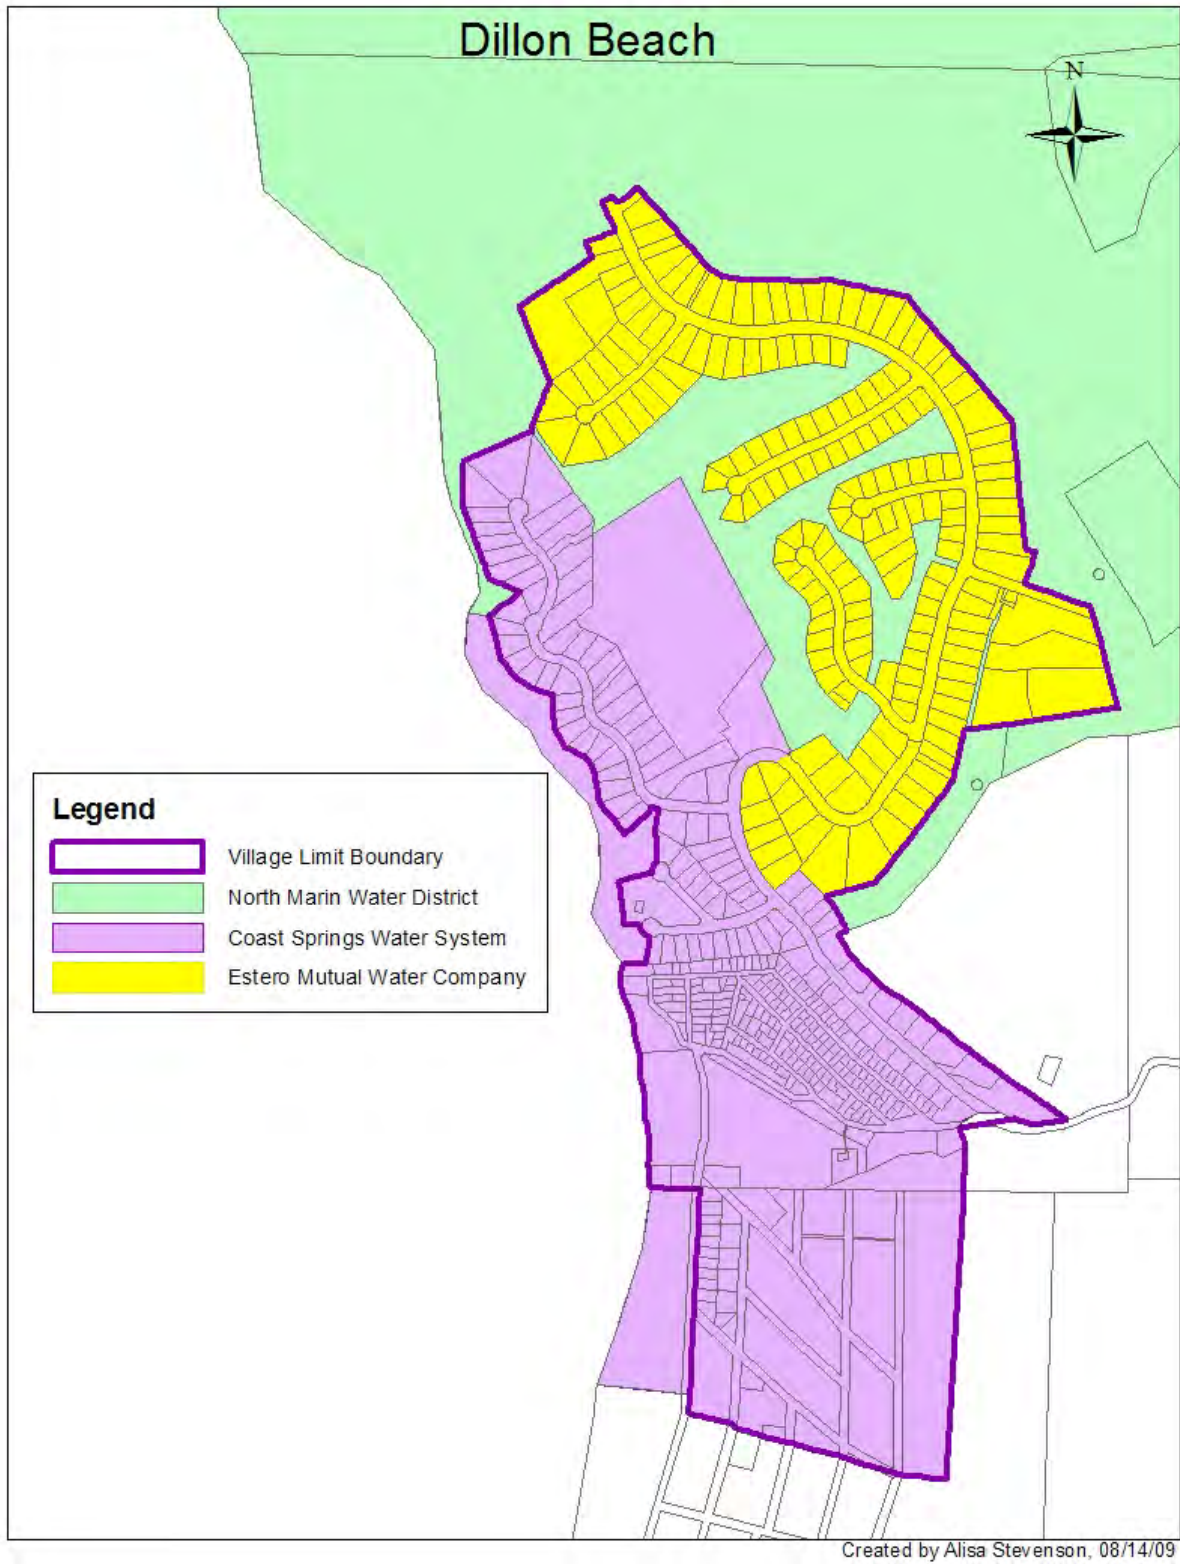 Dillon Beach
N
Legend
Village Limit Boundary
North Marin Water District
Coast Springs Water System
Estero Mutual Water Company
Created by Alisa Stevenson, 08/14/09